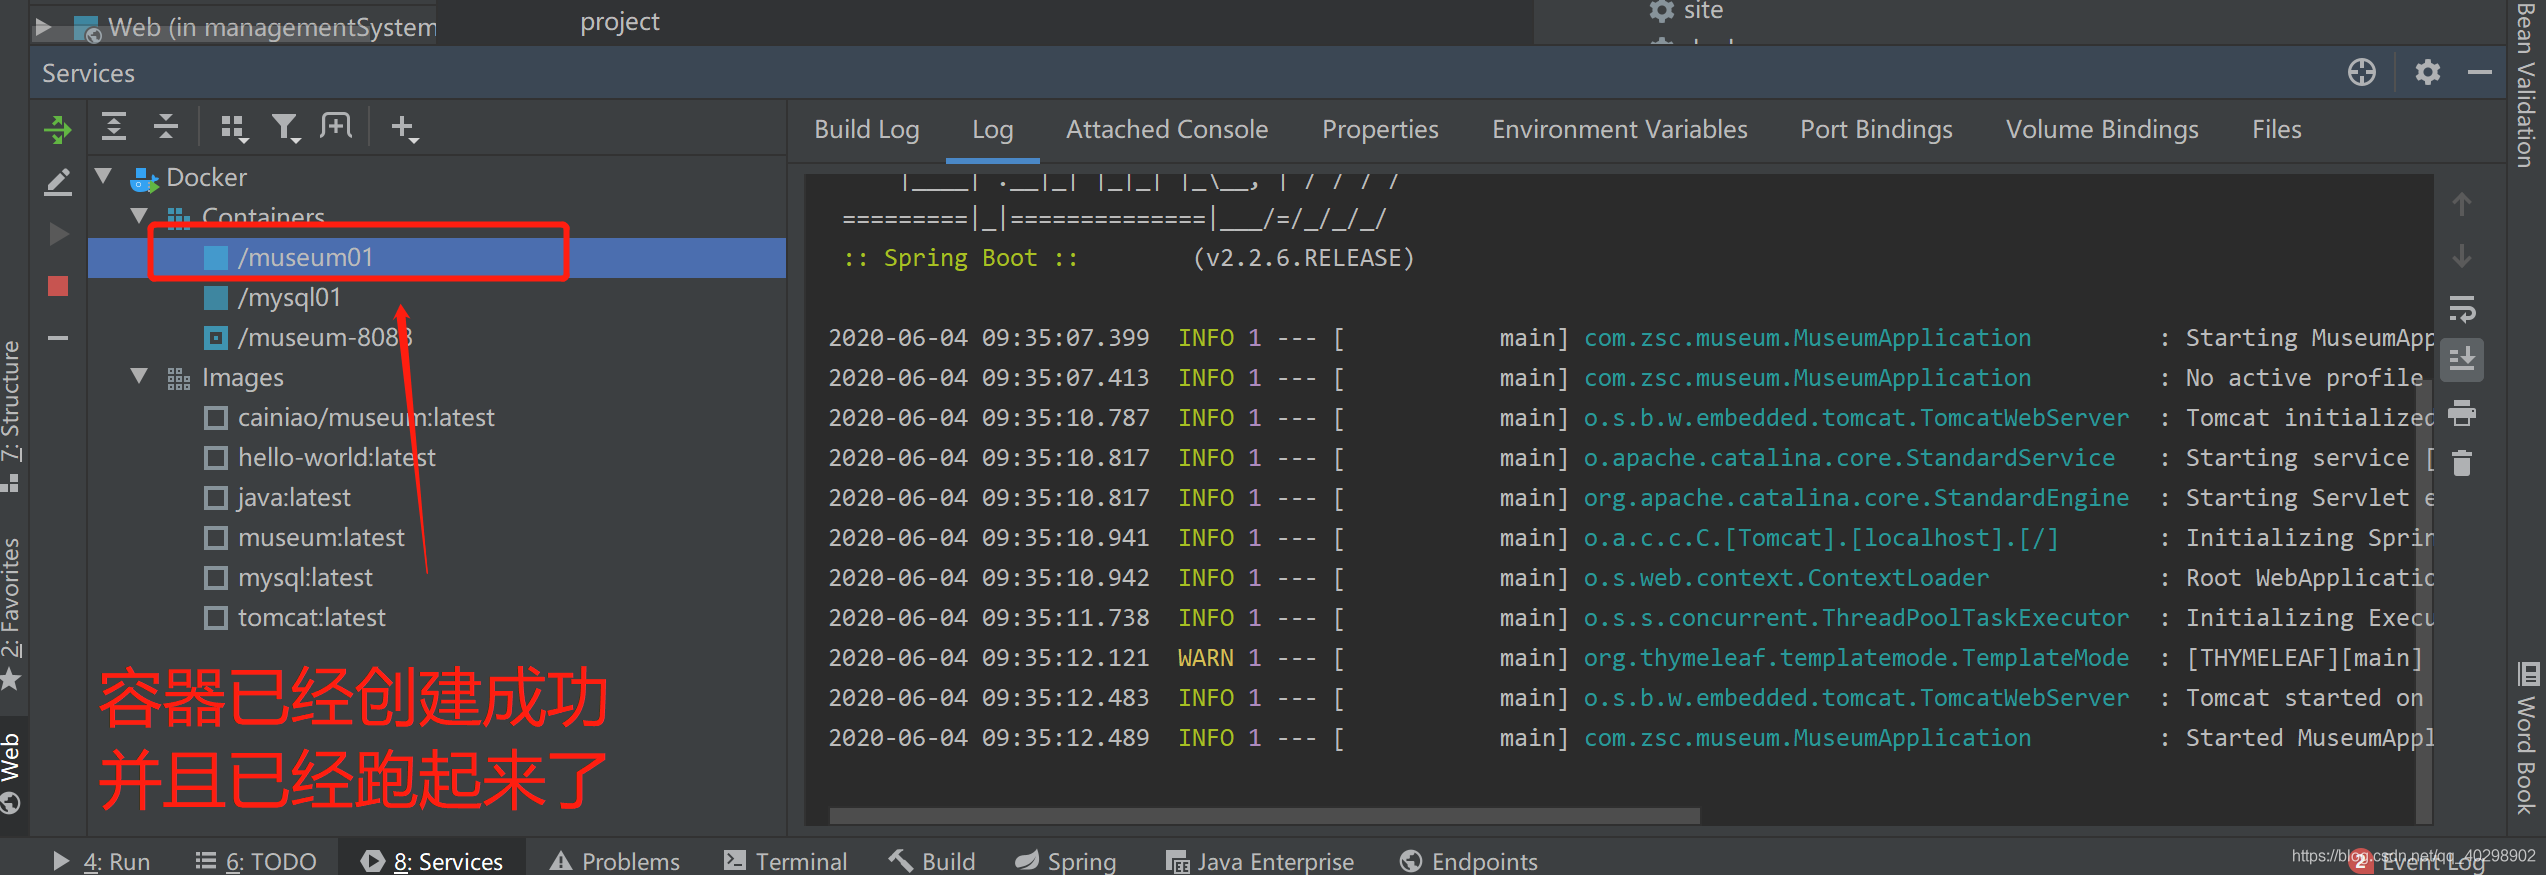 Web (in managementSystem
project
site
Services
Build Log
Log
Attached Console
Properties
Environment Variables
Port Bindings
Volume Bindings
Files
Docker
Containers
/museum01
/mysql01
/museum-8083
Images
cainiao/museum:latest
hello-world:latest
java:latest
museum:latest
mysql:latest
tomcat:latest
容器已经创建成功
并且已经跑起来了
|____| .__|_| |_|_| |_\__, | / / / /
=========|_|==============|___/=/_/_/_/
:: Spring Boot ::        (v2.2.6.RELEASE)
2020-06-04 09:35:07.399  INFO 1 --- [           main] com.zsc.museum.MuseumApplication         : Starting MuseumApp
2020-06-04 09:35:07.413  INFO 1 --- [           main] com.zsc.museum.MuseumApplication         : No active profile
2020-06-04 09:35:10.787  INFO 1 --- [           main] o.s.b.w.embedded.tomcat.TomcatWebServer  : Tomcat initialized
2020-06-04 09:35:10.817  INFO 1 --- [           main] o.apache.catalina.core.StandardService   : Starting service [
2020-06-04 09:35:10.817  INFO 1 --- [           main] org.apache.catalina.core.StandardEngine  : Starting Servlet e
2020-06-04 09:35:10.941  INFO 1 --- [           main] o.a.c.c.C.[Tomcat].[localhost].[/]       : Initializing Sprin
2020-06-04 09:35:10.942  INFO 1 --- [           main] o.s.web.context.ContextLoader            : Root WebApplicatio
2020-06-04 09:35:11.738  INFO 1 --- [           main] o.s.s.concurrent.ThreadPoolTaskExecutor  : Initializing Execu
2020-06-04 09:35:12.121  WARN 1 --- [           main] org.thymeleaf.templatemode.TemplateMode  : [THYMELEAF][main]
2020-06-04 09:35:12.483  INFO 1 --- [           main] o.s.b.w.embedded.tomcat.TomcatWebServer  : Tomcat started on
2020-06-04 09:35:12.489  INFO 1 --- [           main] com.zsc.museum.MuseumApplication         : Started MuseumAppl
7: Structure
2: Favorites
Web
Bean Validation
Word Book
4: Run
6: TODO
8: Services
Problems
Terminal
Build
Spring
Java Enterprise
Endpoints
2 Event Log
https://blog.csdn.net/qq_40298902